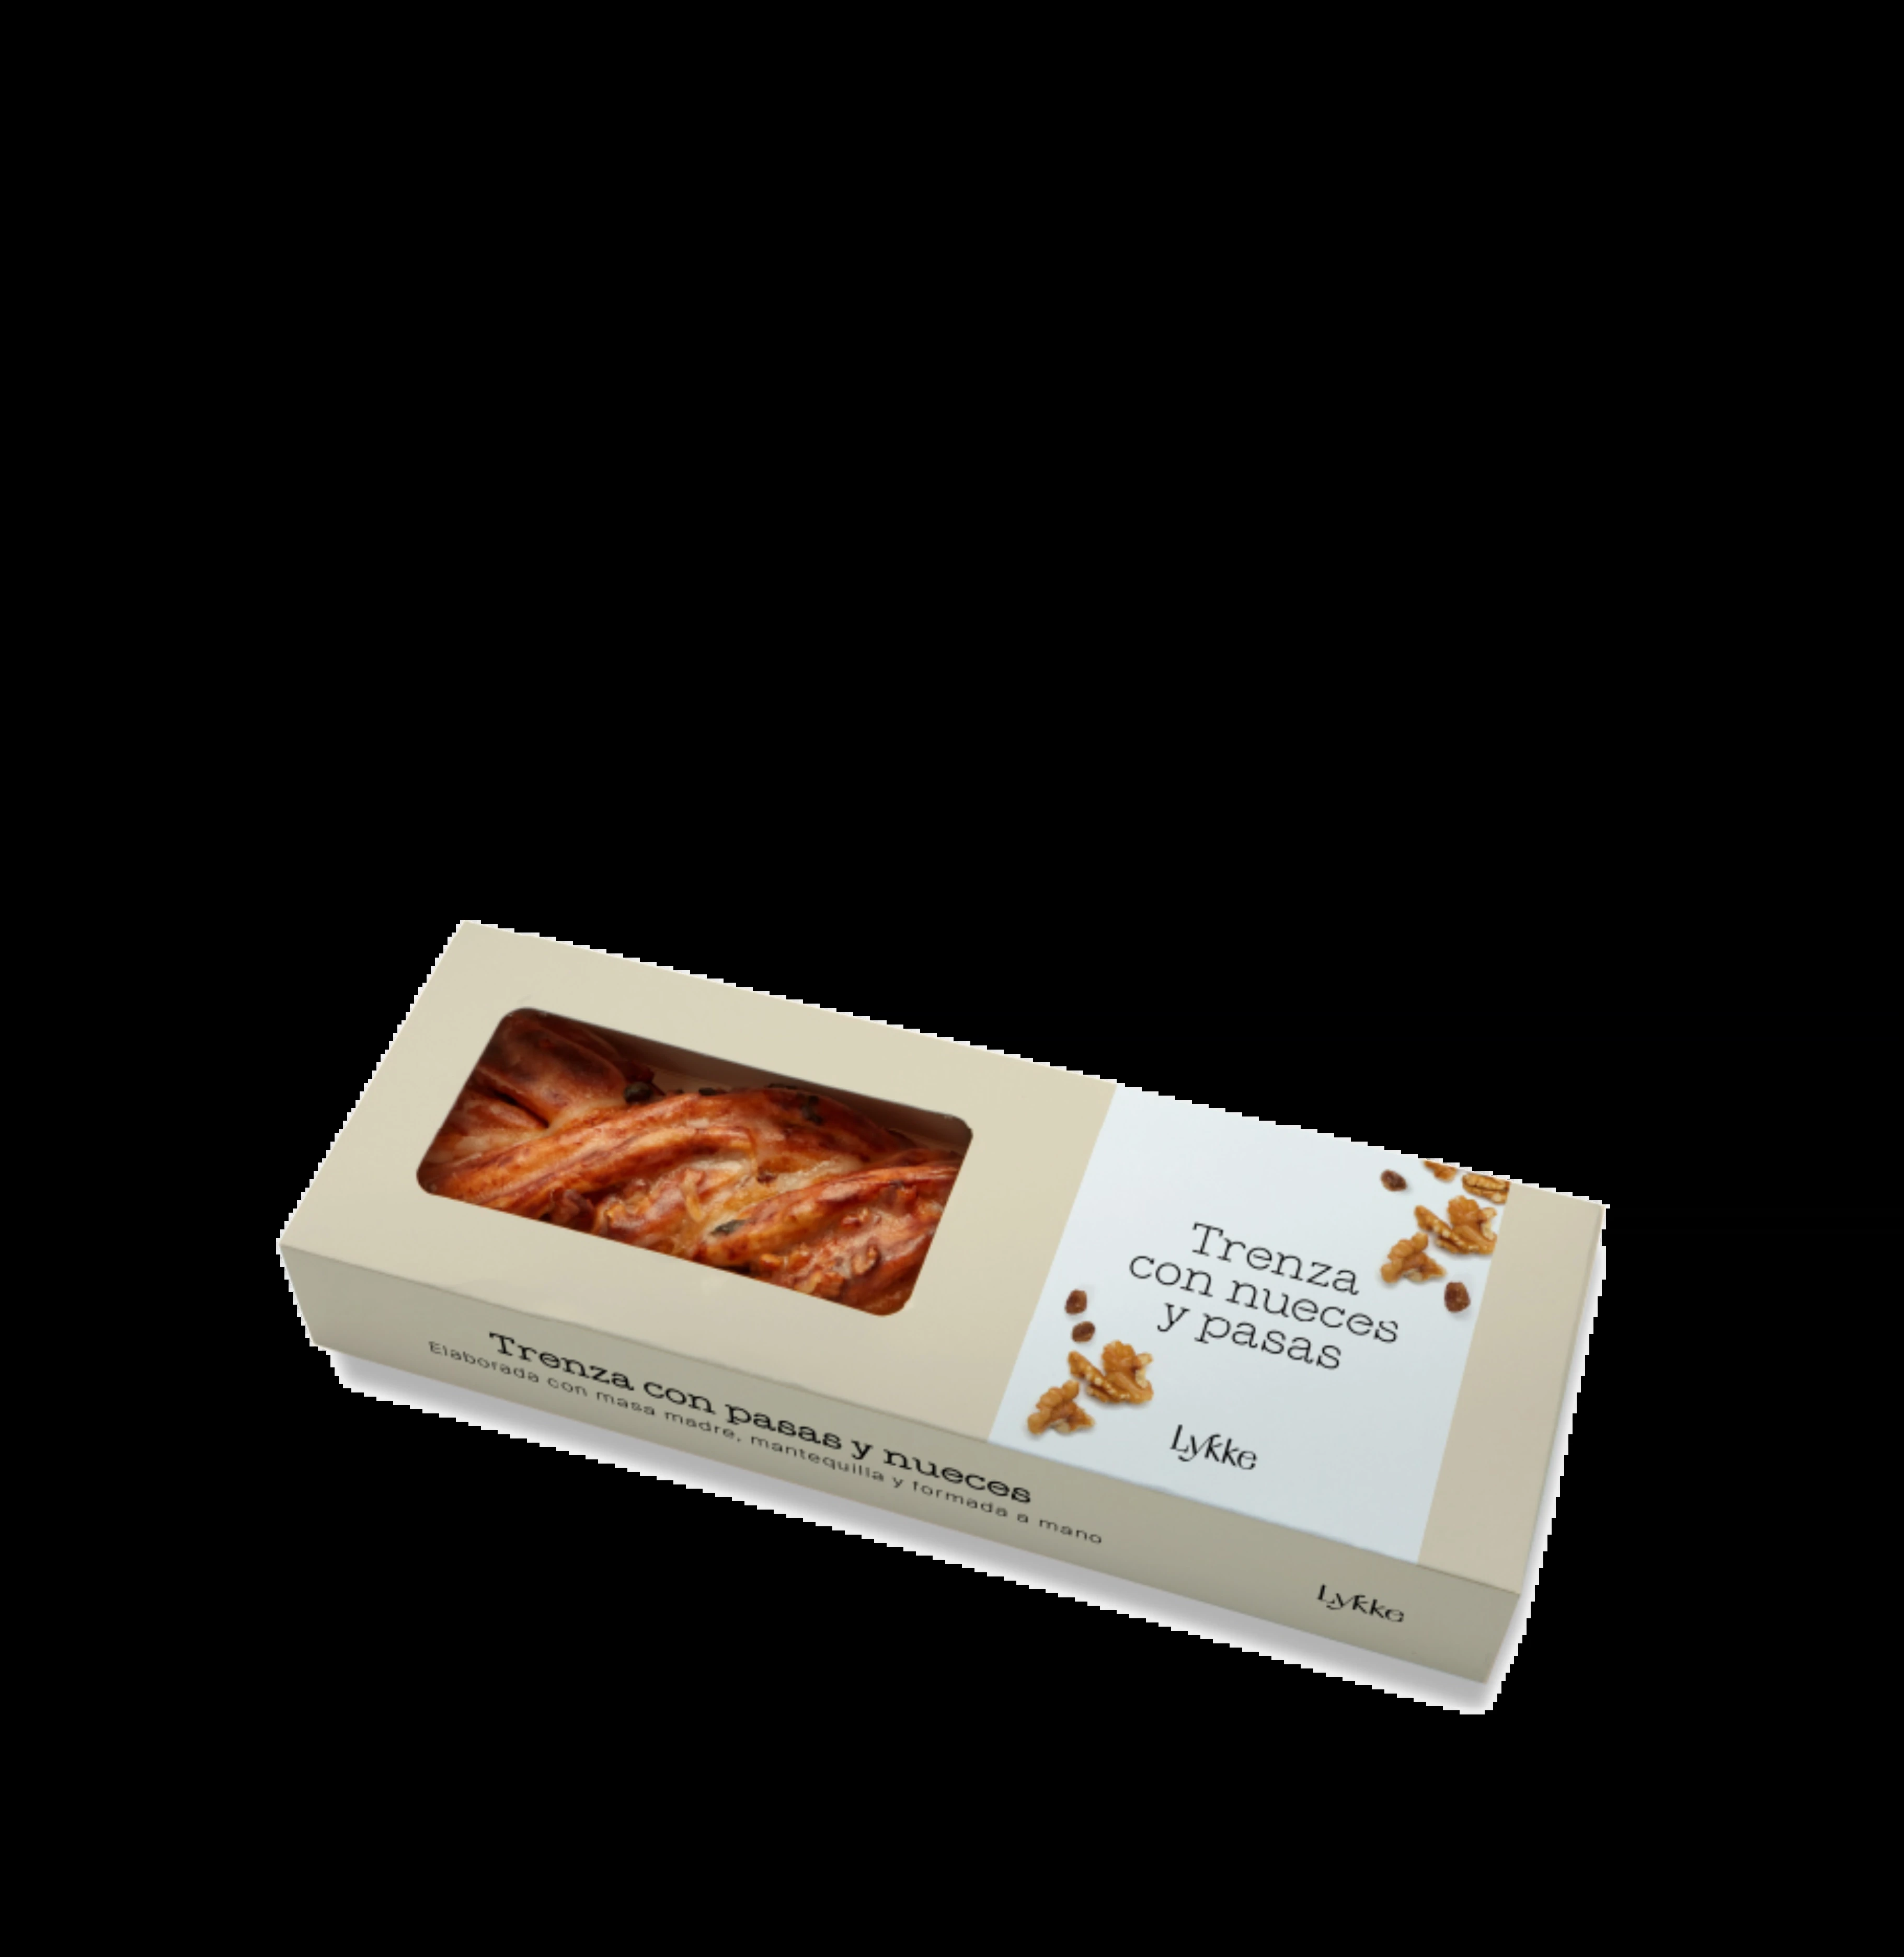 Trenza
con nueces
y pasas
Lykke
Trenza con pasas y nueces
Elaborada con masa madre, mantequilla y formada a mano
Lykke